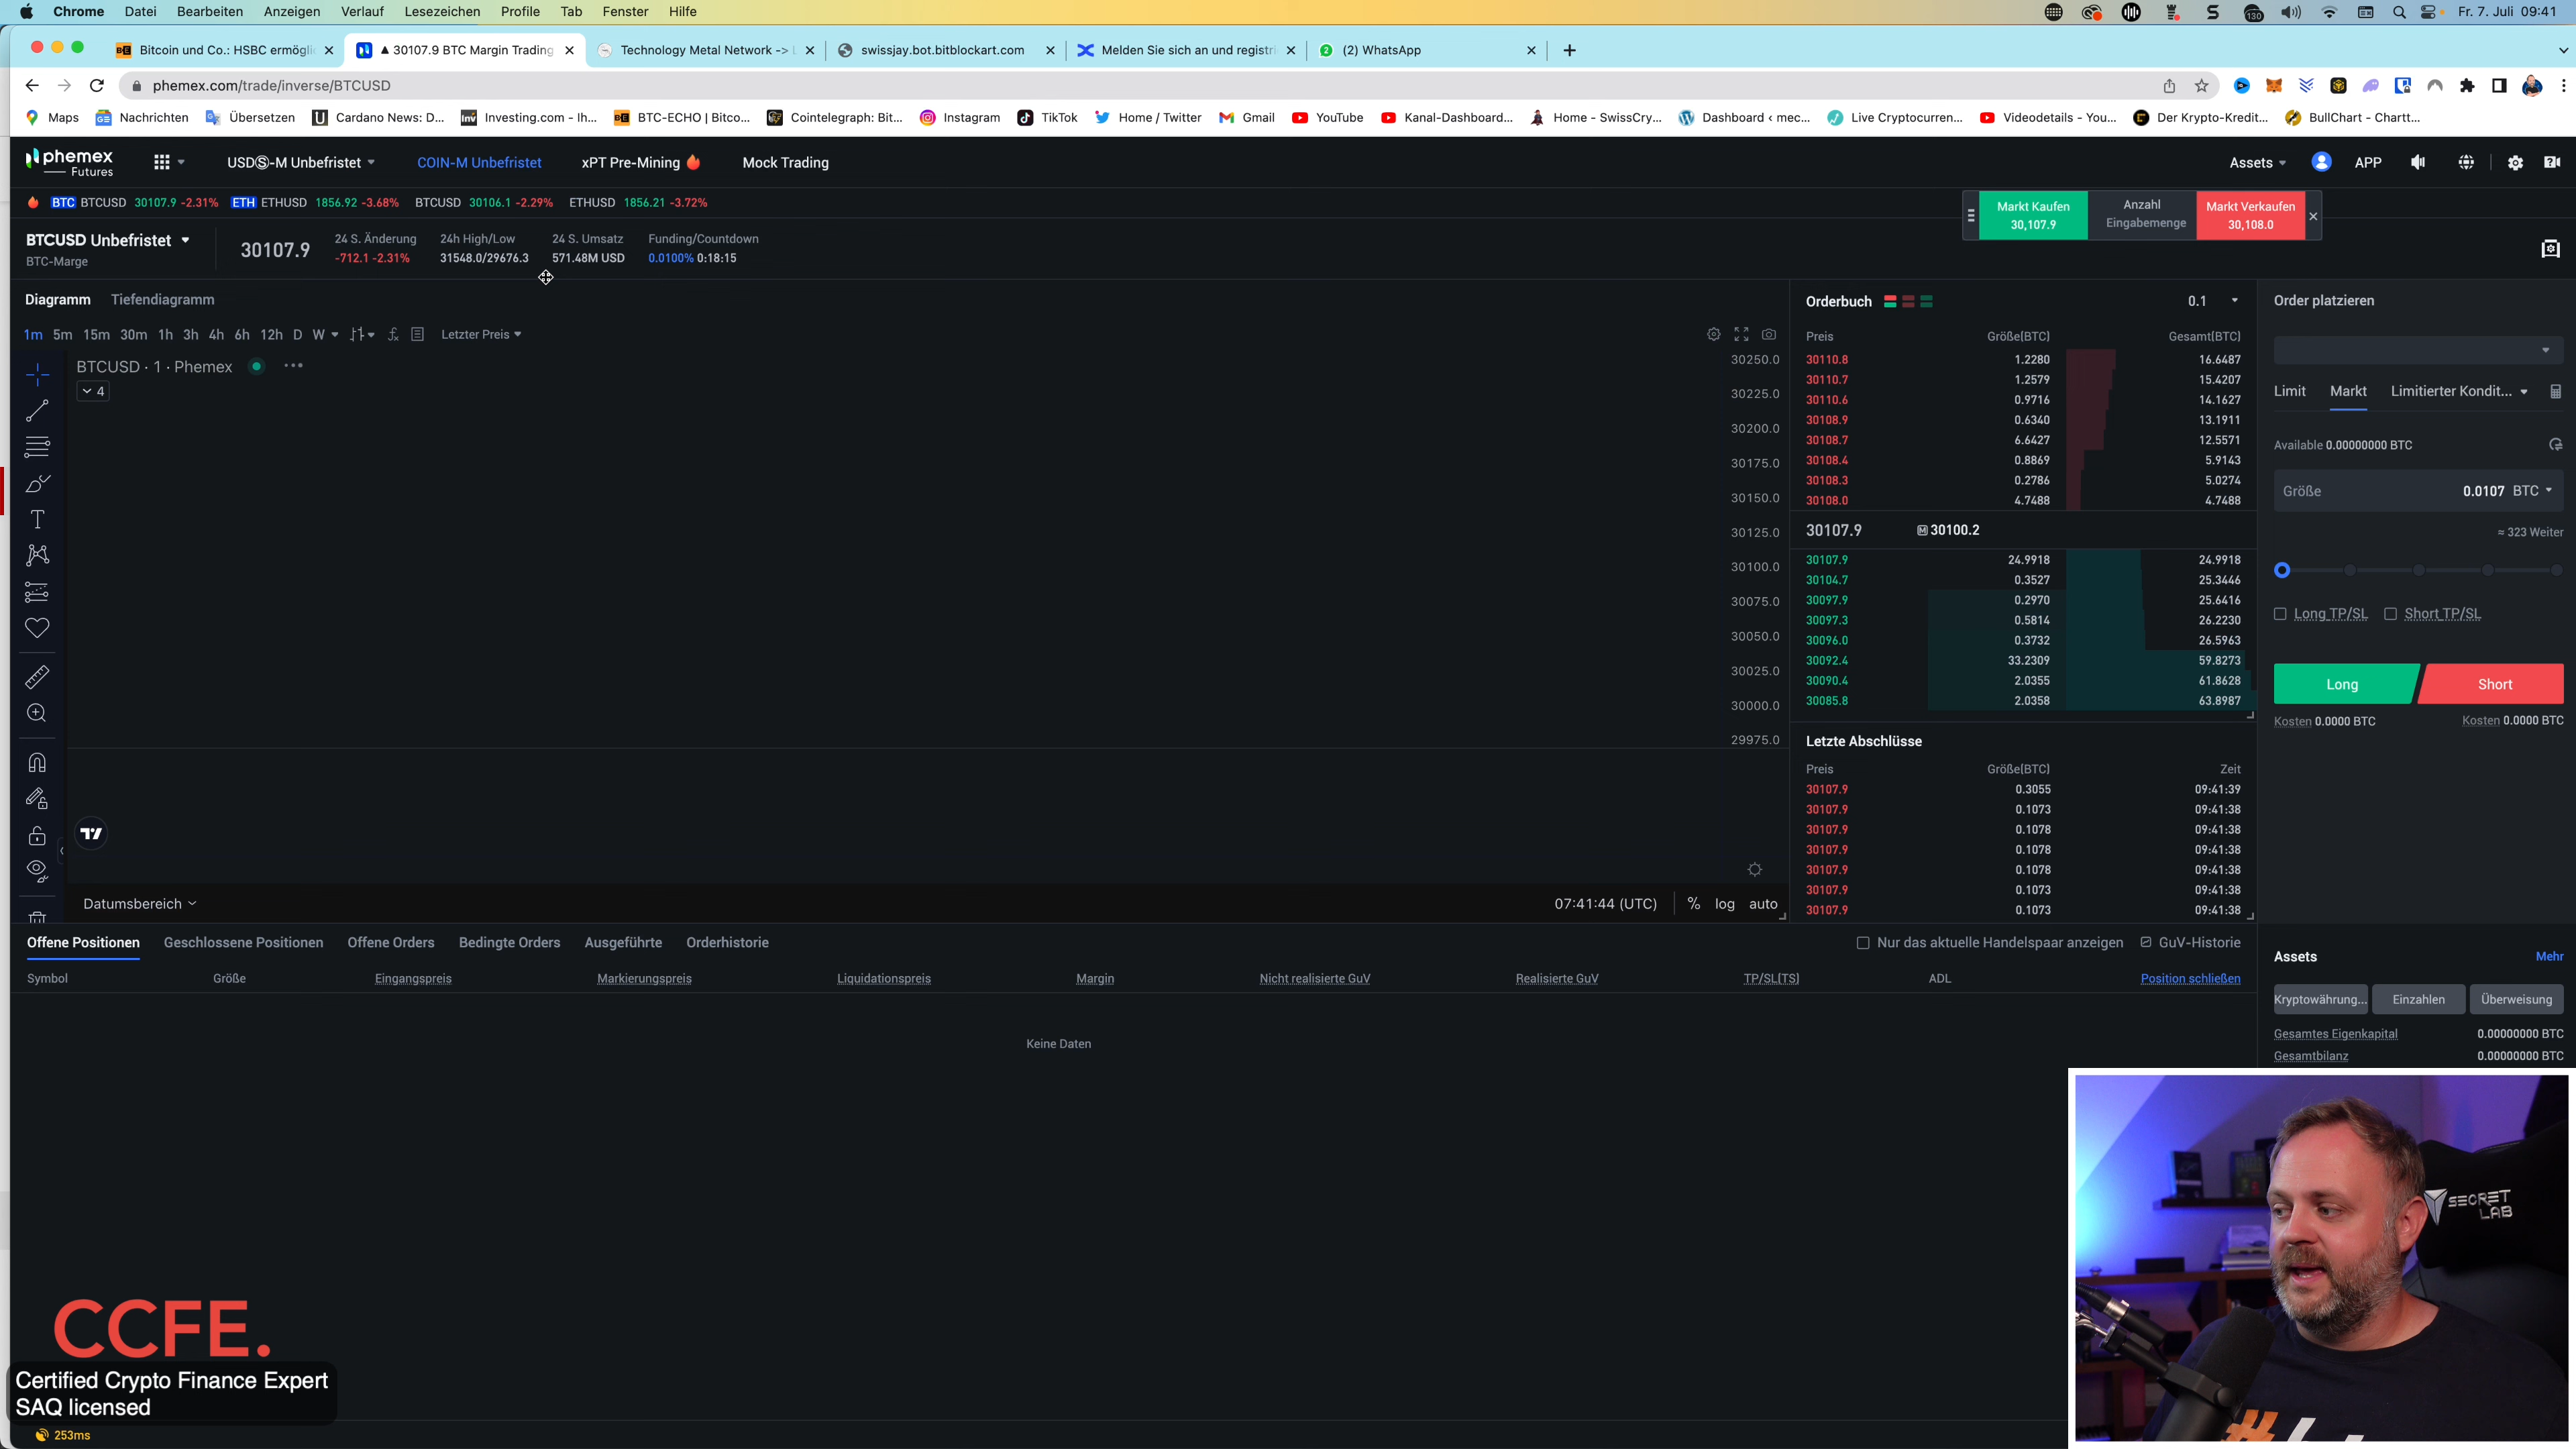 Chrome Datei Bearbeiten Anzeigen Verlauf Lesezeichen Profile Tab Fenster Hilfe 130 Fr. 7. Juli 09:41
Bitcoin und Co.: HSBC ermögli ▲ 30107.9 BTC Margin Trading Technology Metal Network -> swissjay.bot.bitblockart.com Melden Sie sich an und registri (2) WhatsApp
phemex.com/trade/inverse/BTCUSD
Maps Nachrichten Übersetzen Cardano News: D... Investing.com - Ih... BTC-ECHO | Bitco... Cointelegraph: Bit... Instagram TikTok Home / Twitter Gmail YouTube Kanal-Dashboard... Home - SwissCry... Dashboard ‹ mec... Live Cryptocurren... Videodetails - You... Der Krypto-Kredit... BullChart - Chartt...
phemex Futures USDⓈ-M Unbefristet COIN-M Unbefristet xPT Pre-Mining Mock Trading Assets APP
BTC BTCUSD 30107.9 -2.31% ETH ETHUSD 1856.92 -3.68% BTCUSD 30106.1 -2.29% ETHUSD 1856.21 -3.72%
Markt Kaufen 30,107.9 Anzahl Eingabemenge Markt Verkaufen 30,108.0
BTCUSD Unbefristet 30107.9 24 S. Änderung 24h High/Low 24 S. Umsatz Funding/Countdown
BTC-Marge -712.1 -2.31% 31548.0/29676.3 571.48M USD 0.0100% 0:18:15
Diagramm Tiefendiagramm
1m 5m 15m 30m 1h 3h 4h 6h 12h D W Letzter Preis
BTCUSD · 1 · Phemex
4
30250.0
30225.0
30200.0
30175.0
30150.0
30125.0
30100.0
30075.0
30050.0
30025.0
30000.0
29975.0
Datumsbereich 07:41:44 (UTC) % log auto
Orderbuch 0.1
Preis Größe(BTC) Gesamt(BTC)
30110.8 1.2280 16.6487
30110.7 1.2579 15.4207
30110.6 0.9716 14.1627
30108.9 0.6340 13.1911
30108.7 6.6427 12.5571
30108.4 0.8869 5.9143
30108.3 0.2786 5.0274
30108.0 4.7488 4.7488
30107.9 M 30100.2
30107.9 24.9918 24.9918
30104.7 0.3527 25.3446
30097.9 0.2970 25.6416
30097.3 0.5814 26.2230
30096.0 0.3732 26.5963
30092.4 33.2309 59.8273
30090.4 2.0355 61.8628
30085.8 2.0358 63.8987
Letzte Abschlüsse
Preis Größe(BTC) Zeit
30107.9 0.3055 09:41:39
30107.9 0.1073 09:41:38
30107.9 0.1078 09:41:38
30107.9 0.1078 09:41:38
30107.9 0.1078 09:41:38
30107.9 0.1073 09:41:38
30107.9 0.1073 09:41:38
Order platzieren
Limit Markt Limitierter Kondit...
Available 0.00000000 BTC
Größe 0.0107 BTC
≈ 323 Weiter
Long TP/SL Short TP/SL
Long Short
Kosten 0.0000 BTC Kosten 0.0000 BTC
Offene Positionen Geschlossene Positionen Offene Orders Bedingte Orders Ausgeführte Orderhistorie Nur das aktuelle Handelspaar anzeigen GuV-Historie
Symbol Größe Eingangspreis Markierungspreis Liquidationspreis Margin Nicht realisierte GuV Realisierte GuV TP/SL(TS) ADL Position schließen
Keine Daten
Assets Mehr
Kryptowährung... Einzahlen Überweisung
Gesamtes Eigenkapital 0.00000000 BTC
Gesamtbilanz 0.00000000 BTC
SECRET
LAB
CCFE.
Certified Crypto Finance Expert
SAQ licensed
253ms